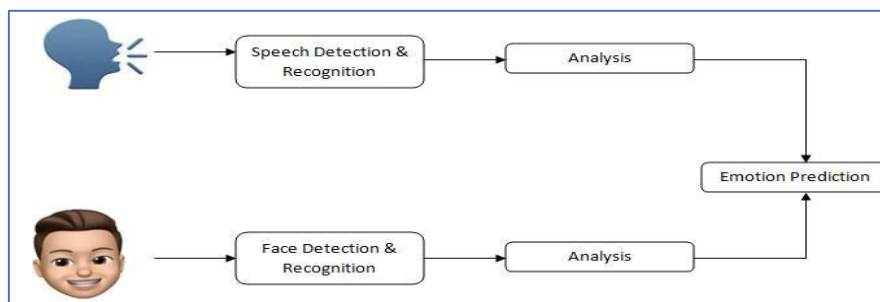 Speech Detection &
Recognition
Analysis
Emotion Prediction
Face Detection &
Recognition
Analysis